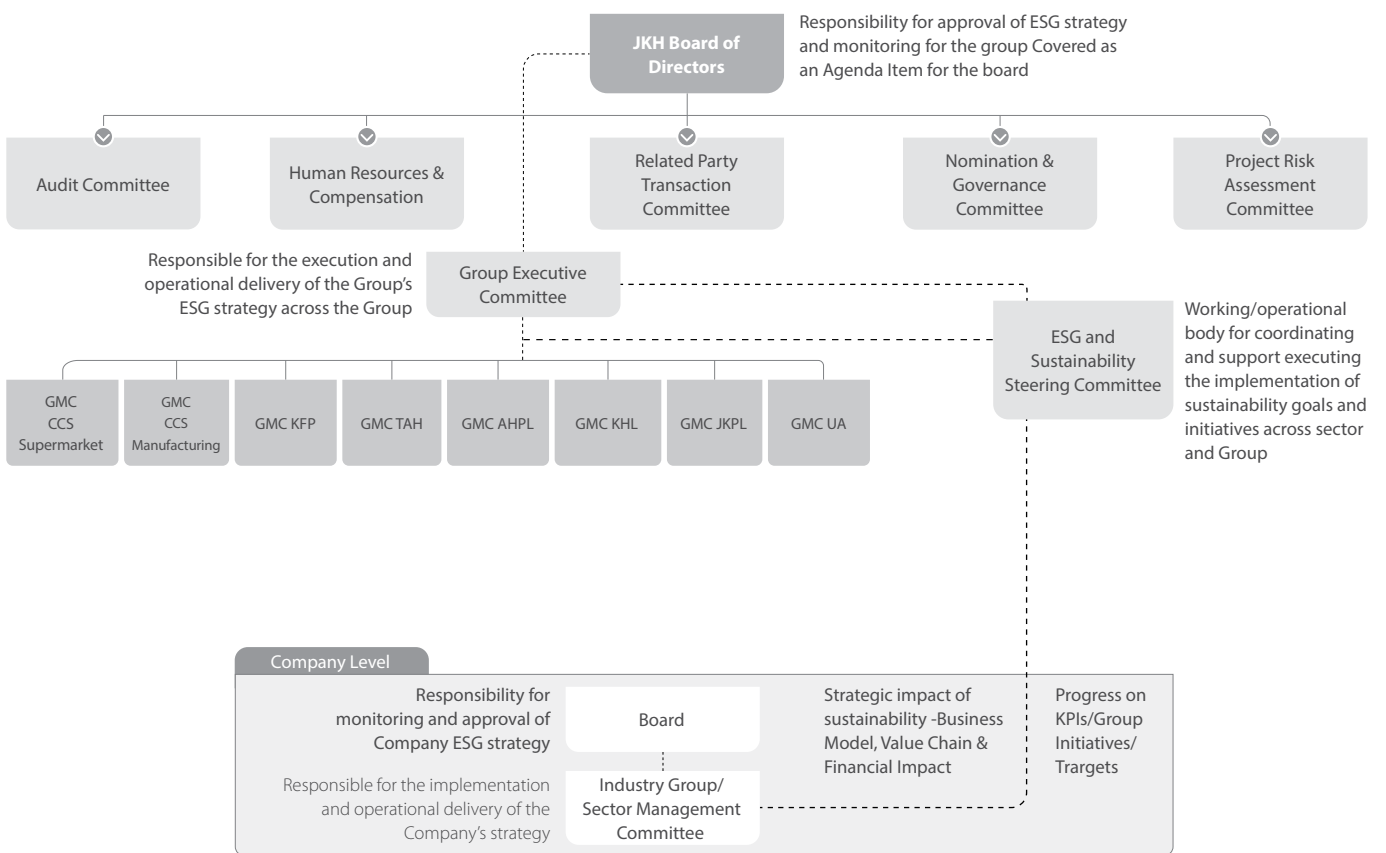 JKH Board of
Directors
Responsibility for approval of ESG strategy
and monitoring for the group Covered as
an Agenda Item for the board
Audit Committee
Human Resources &
Compensation
Related Party
Transaction
Committee
Nomination &
Governance
Committee
Project Risk
Assessment
Committee
Responsible for the execution and
operational delivery of the Group's
ESG strategy across the Group
Group Executive
Committee
ESG and
Sustainability
Steering Committee
Working/operational
body for coordinating
and support executing
the implementation of
sustainability goals and
initiatives across sector
and Group
GMC
CCS
Supermarket
GMC
CCS
Manufacturing
GMC KFP
GMC TAH
GMC AHPL
GMC KHL
GMC JKPL
GMC UA
Company Level
Responsibility for
monitoring and approval of
Company ESG strategy
Board
Strategic impact of
sustainability -Business
Model, Value Chain &
Financial Impact
Progress on
KPIs/Group
Initiatives/
Trargets
Responsible for the implementation
and operational delivery of the
Company's strategy
Industry Group/
Sector Management
Committee